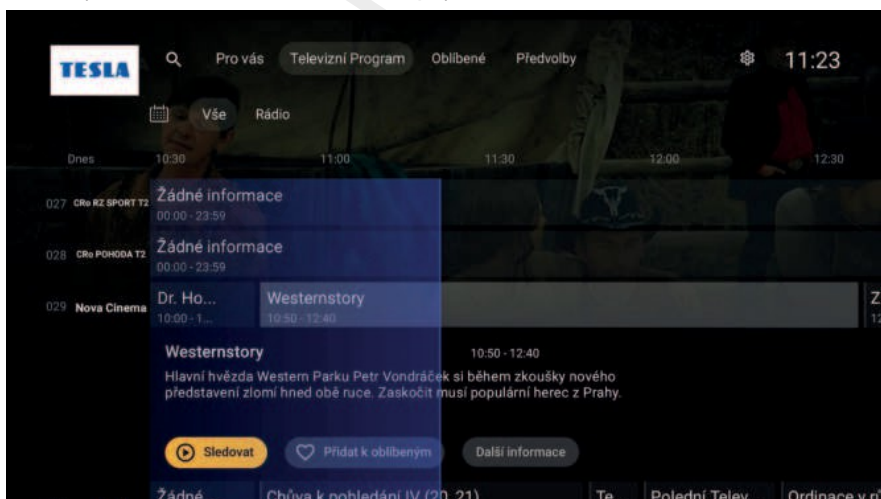 TESLA
Pro vás Televizní Program Oblíbené Předvolby 11:23
Vše Rádio
Dnes 10:30 11:00 11:30 12:00 12:30
027 CRo RZ SPORT T2 Žádné informace
00:00 - 23:59
028 CRo POHODA T2 Žádné informace
00:00 - 23:59
029 Nova Cinema Dr. Ho... Westernstory Z
10:00 - 1... 10:50 - 12:40 12
Westernstory 10:50 - 12:40
Hlavní hvězda Western Parku Petr Vondráček si během zkoušky nového
představení zlomí hned obě ruce. Zaskočit musí populární herec z Prahy.
Sledovat Přidat k oblíbeným Další informace
Žádné Chůva k pohledání IV (20, 21) Te Polední Telev Ordinace v